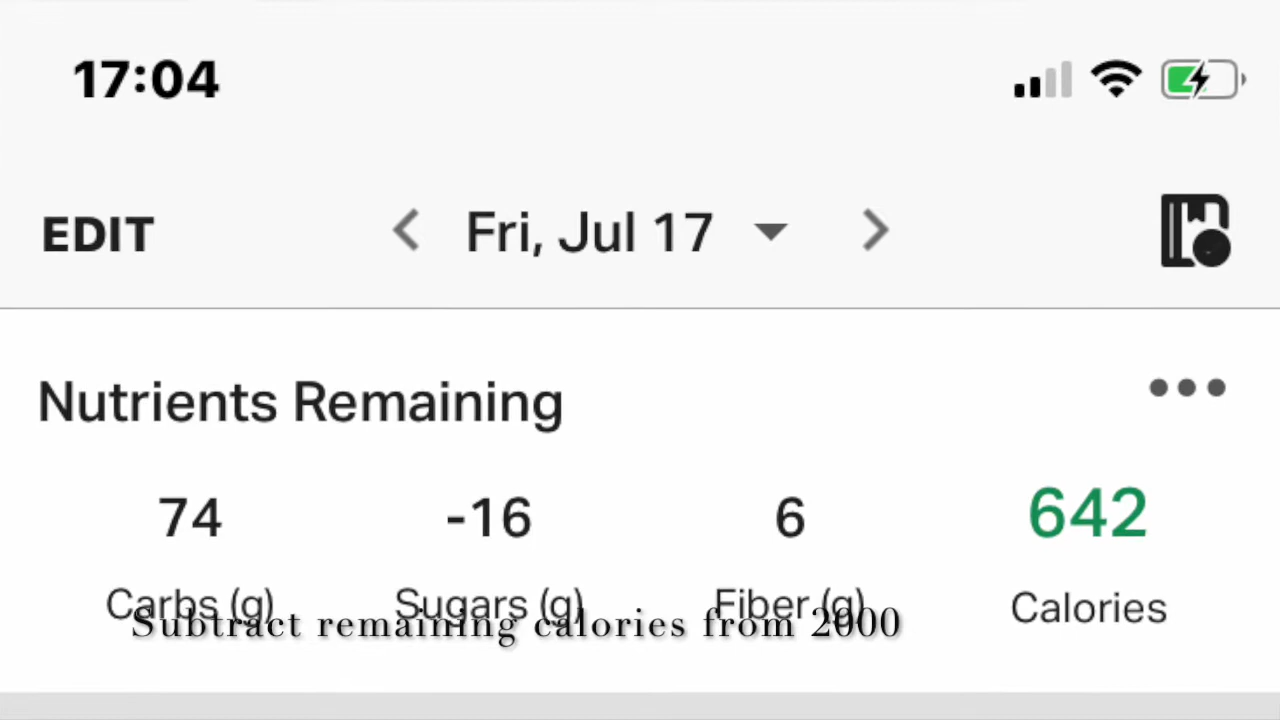 17:04
EDIT Fri, Jul 17
Nutrients Remaining
74 -16 6 642
Carbs (g) Sugars (g) Fiber (g) Calories
Subtract remaining calories from 2000